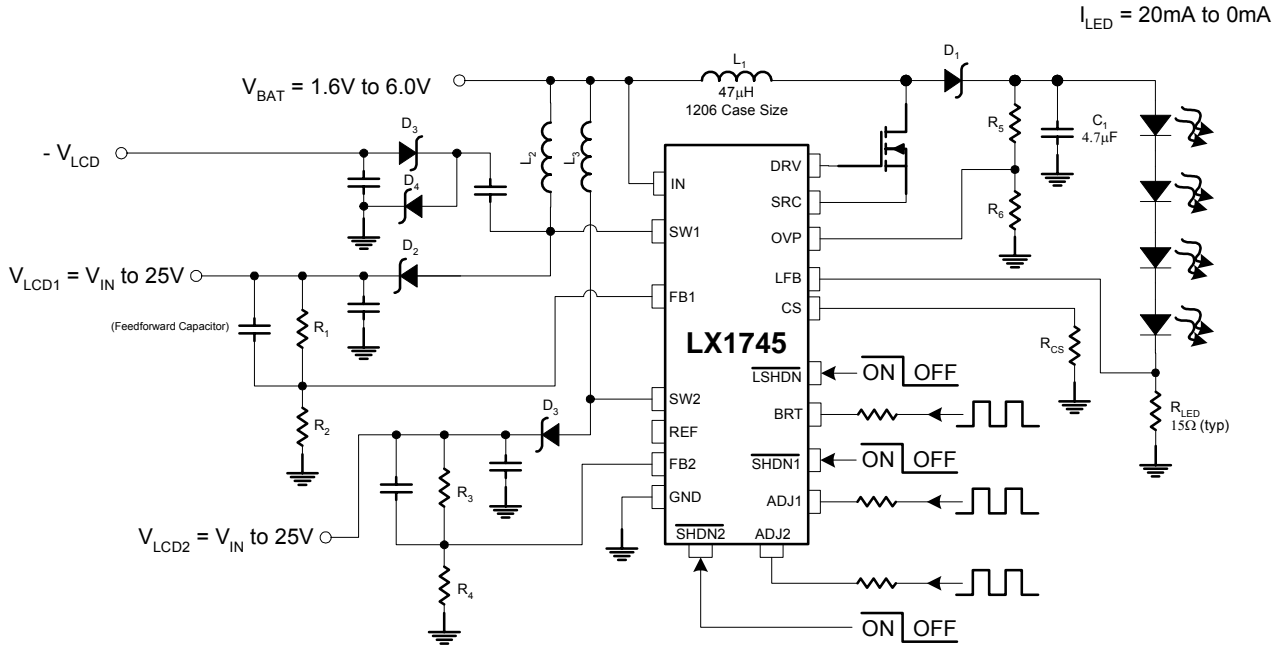 I_LED = 20mA to 0mA
V_BAT = 1.6V to 6.0V
L_1
47µH
1206 Case Size
D_1
R_5
C_1
4.7µF
R_6
- V_LCD
D_3
D_4
L_2
L_3
D_2
V_LCD1 = V_IN to 25V
(Feedforward Capacitor)
R_1
R_2
LX1745
IN
SW1
FB1
SW2
REF
FB2
GND
SHDN2
ADJ2
DRV
SRC
OVP
LFB
CS
LSHDN
BRT
SHDN1
ADJ1
R_CS
R_LED
15Ω (typ)
ON OFF
ON OFF
D_3
R_3
R_4
V_LCD2 = V_IN to 25V
ON OFF